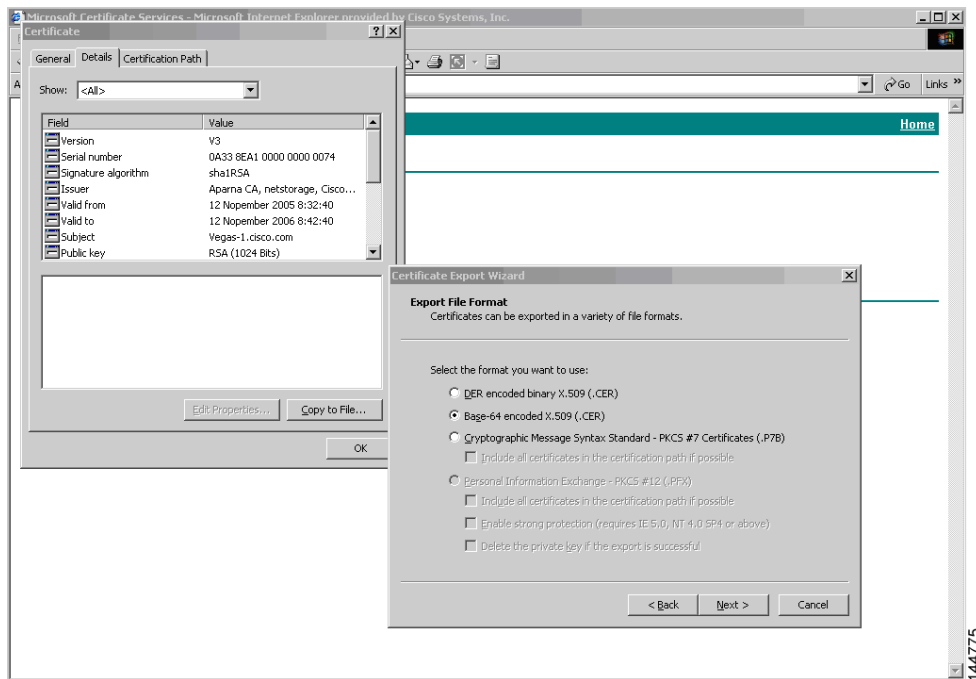 Microsoft Certificate Services - Microsoft Internet Explorer provided by Cisco Systems, Inc.
Certificate
General Details Certification Path
Show: <All>
Go Links »
Field Value
Version V3
Serial number 0A33 8EA1 0000 0000 0074
Signature algorithm sha1RSA
Issuer Aparna CA, netstorage, Cisco...
Valid from 12 Nopember 2005 8:32:40
Valid to 12 Nopember 2006 8:42:40
Subject Vegas-1.cisco.com
Public key RSA (1024 Bits)
Edit Properties... Copy to File...
OK
Home
Certificate Export Wizard
Export File Format
Certificates can be exported in a variety of file formats.
Select the format you want to use:
DER encoded binary X.509 (.CER)
Base-64 encoded X.509 (.CER)
Cryptographic Message Syntax Standard - PKCS #7 Certificates (.P7B)
Include all certificates in the certification path if possible
Personal Information Exchange - PKCS #12 (.PFX)
Include all certificates in the certification path if possible
Enable strong protection (requires IE 5.0, NT 4.0 SP4 or above)
Delete the private key if the export is successful
< Back Next > Cancel
144775